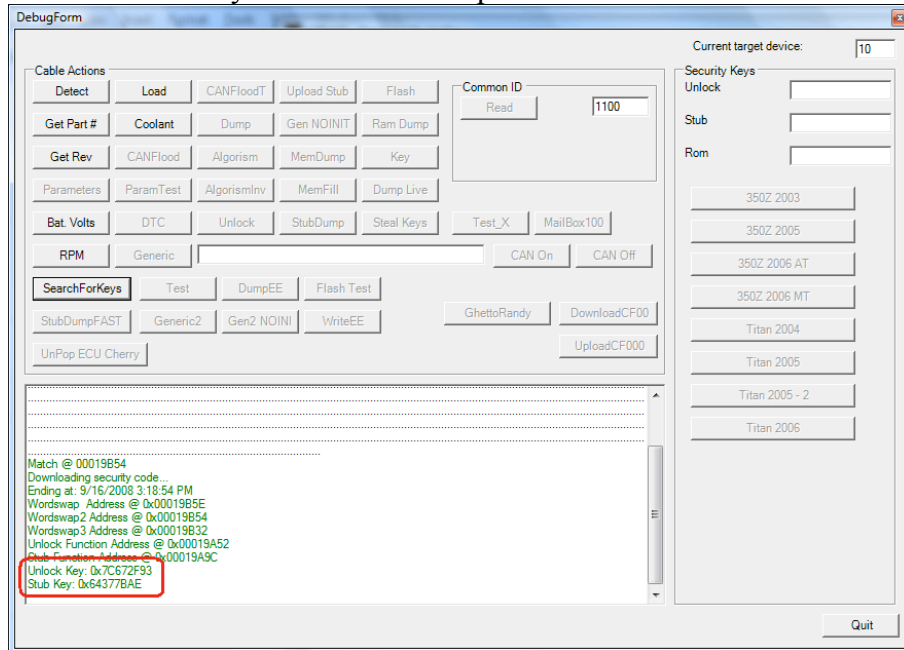 DebugForm
Current target device: 10
Cable Actions
Detect Load CANFloodT Upload Stub Flash
Common ID
Read 1100
Security Keys
Unlock
Get Part # Coolant Dump Gen NOINIT Ram Dump
Stub
Get Rev CANFlood Algorism MemDump Key
Rom
Parameters ParamTest AlgorismInv MemFill Dump Live
350Z 2003
Bat. Volts DTC Unlock StubDump Steal Keys Test_X MailBox100
350Z 2005
RPM Generic CAN On CAN Off
350Z 2006 AT
SearchForKeys Test DumpEE Flash Test
350Z 2006 MT
StubDumpFAST Generic2 Gen2 NOINI WriteEE GhettoRandy DownloadCF00
Titan 2004
UnPop ECU Cherry UploadCF000
Titan 2005
Titan 2005 - 2
Titan 2006
Match @ 00019B54
Downloading security code...
Ending at: 9/16/2008 3:18:54 PM
Wordswap Address @ 0x00019B5E
Wordswap2 Address @ 0x00019B54
Wordswap3 Address @ 0x00019B32
Unlock Function Address @ 0x00019A52
Stub Function Address @ 0x00019A9C
Unlock Key: 0x7C672F93
Stub Key: 0x64377BAE
Quit